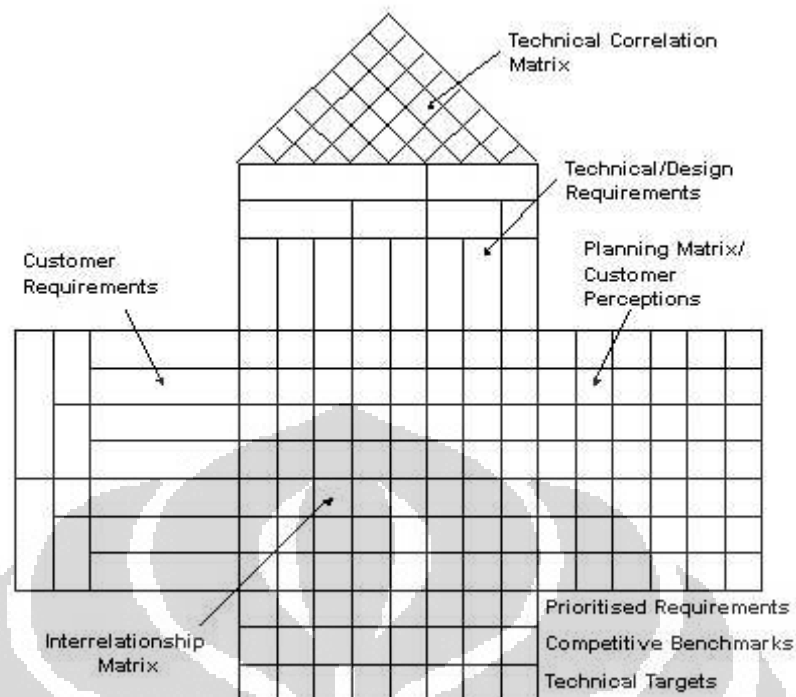 Technical Correlation
Matrix
Technical/Design
Requirements
Planning Matrix/
Customer
Perceptions
Customer
Requirements
Interrelationship
Matrix
Prioritised Requirements
Competitive Benchmarks
Technical Targets